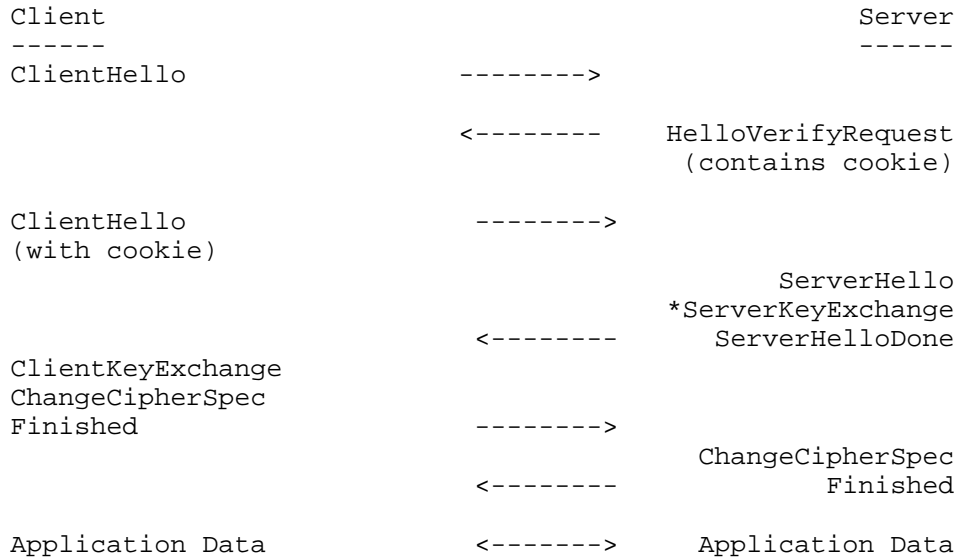 Client                                             Server
------                                             ------
ClientHello                 -------->

                            <--------    HelloVerifyRequest
                                          (contains cookie)

ClientHello                  -------->
(with cookie)
                                                ServerHello
                                         *ServerKeyExchange
                             <--------      ServerHelloDone
ClientKeyExchange
ChangeCipherSpec
Finished                     -------->
                                           ChangeCipherSpec
                             <--------             Finished

Application Data             <------->     Application Data